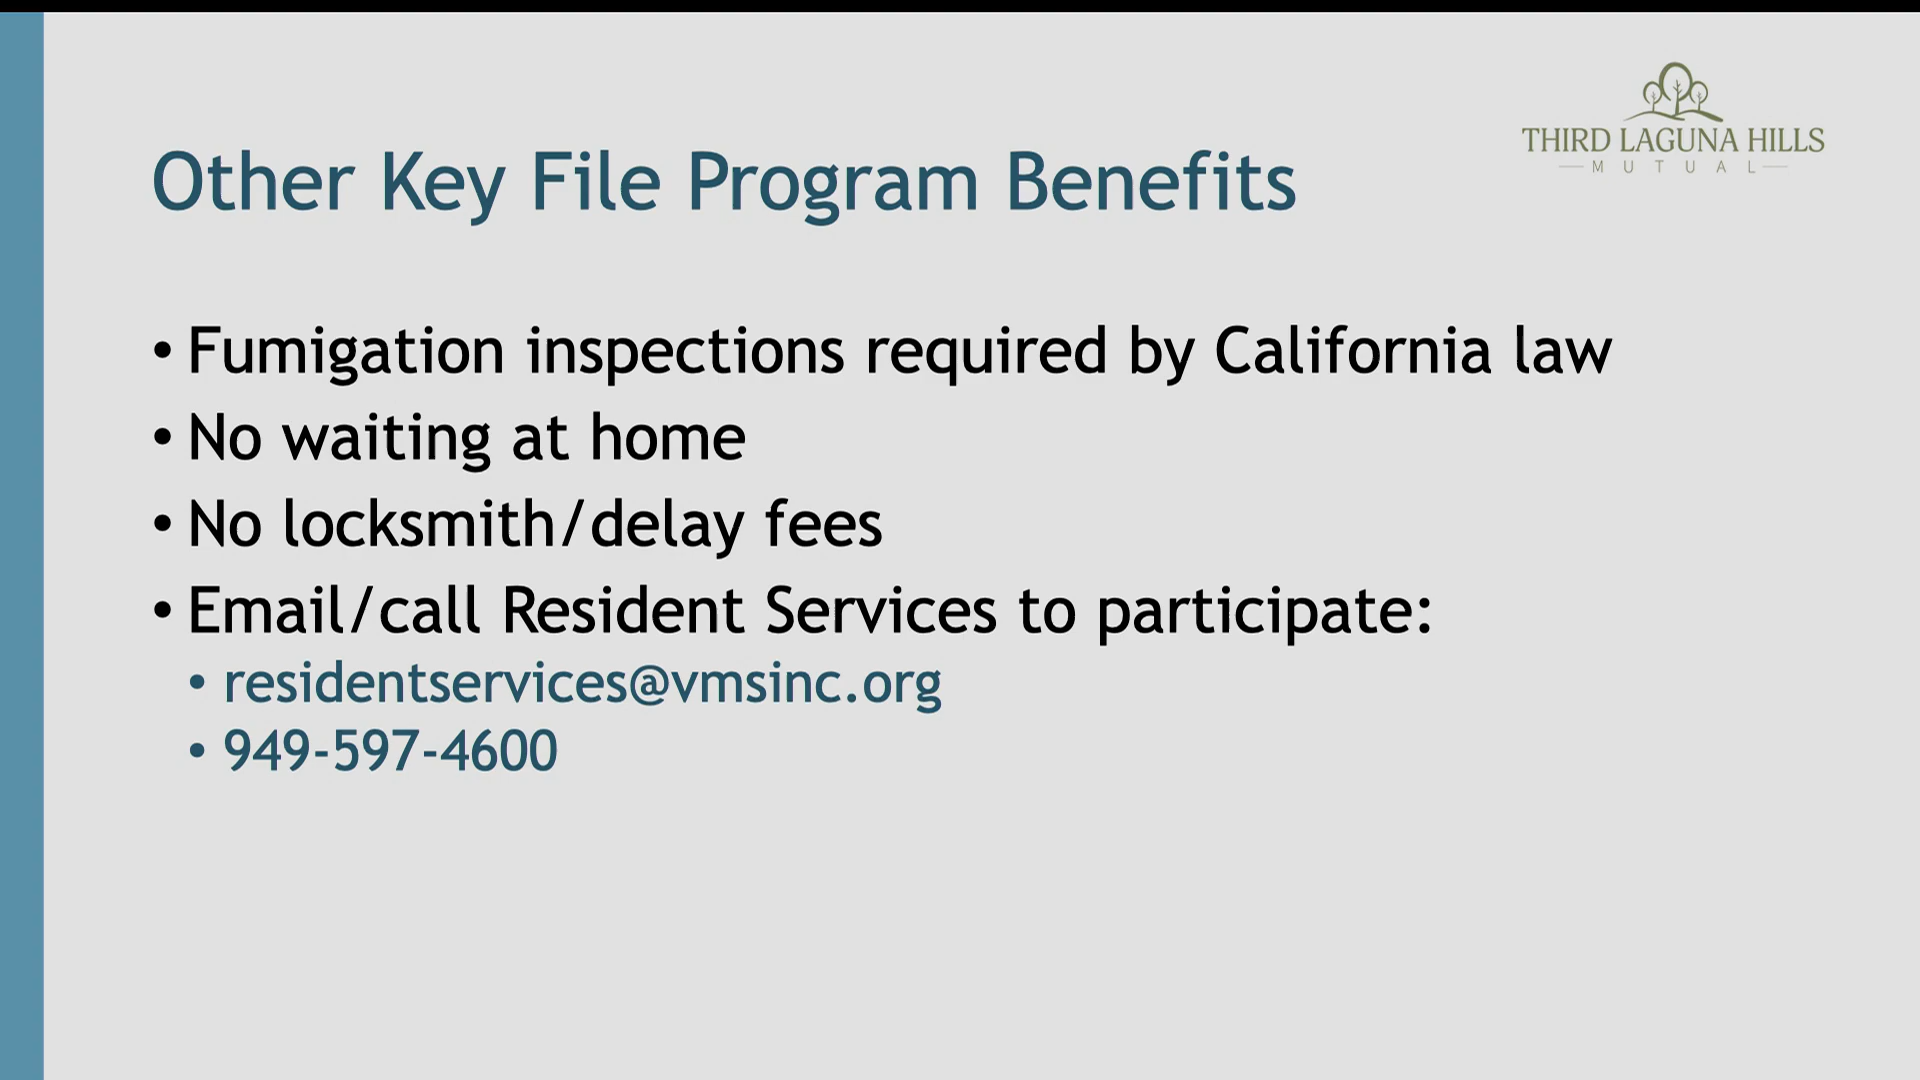 THIRD LAGUNA HILLS
MUTUAL
Other Key File Program Benefits
• Fumigation inspections required by California law
• No waiting at home
• No locksmith/delay fees
• Email/call Resident Services to participate:
• residentservices@vmsinc.org
• 949-597-4600